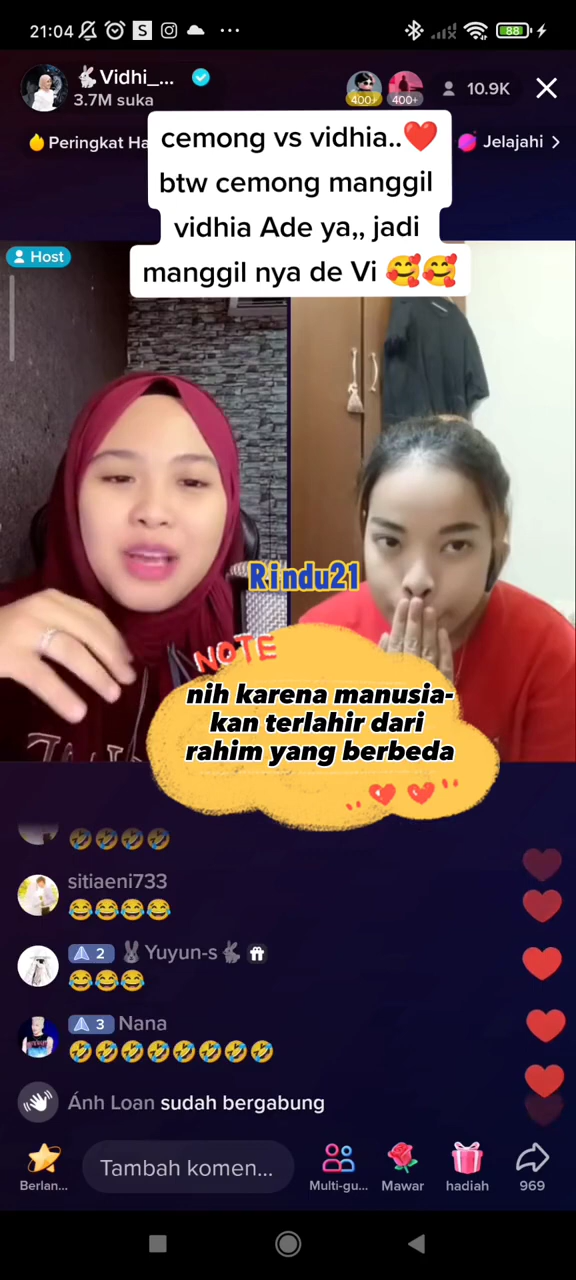 21:04
88
🐇Vidhi_...
3.7M suka
400+
400+
10.9K
Peringkat Ha
Jelajahi >
cemong vs vidhia..❤️
btw cemong manggil
vidhia Ade ya,, jadi
manggil nya de Vi 🥰🥰
Host
Rindu21
NOTE
nih karena manusia-
kan terlahir dari
rahim yang berbeda
🤣🤣🤣🤣
sitiaeni733
😂😂😂😂
2 🐰Yuyun-s🐇
😂😂😂
3 Nana
🤣🤣🤣🤣🤣🤣🤣🤣
Ánh Loan sudah bergabung
Tambah komen...
Berlan...
Multi-gu...
Mawar
hadiah
969